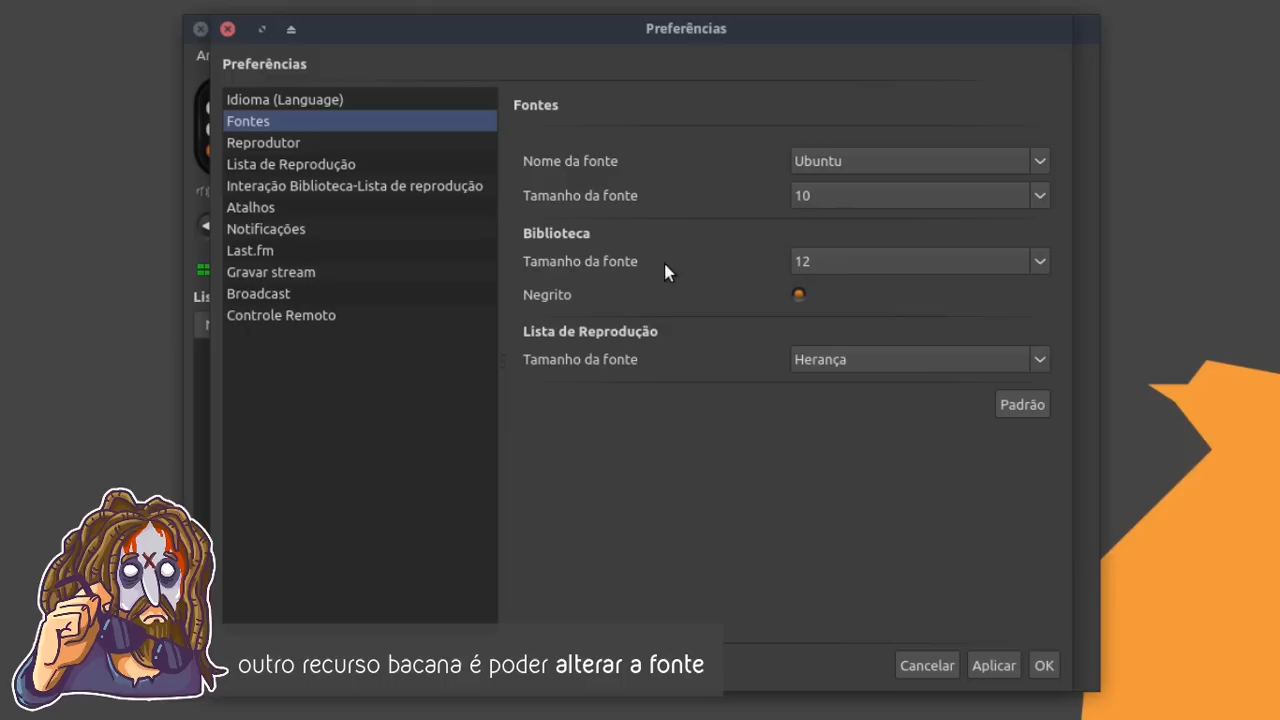 Preferências
Preferências
Idioma (Language)
Fontes
Reprodutor
Lista de Reprodução
Interação Biblioteca-Lista de reprodução
Atalhos
Notificações
Last.fm
Gravar stream
Broadcast
Controle Remoto
Fontes
Nome da fonte
Ubuntu
Tamanho da fonte
10
Biblioteca
Tamanho da fonte
12
Negrito
Lista de Reprodução
Tamanho da fonte
Herança
Padrão
Cancelar
Aplicar
OK
outro recurso bacana é poder alterar a fonte